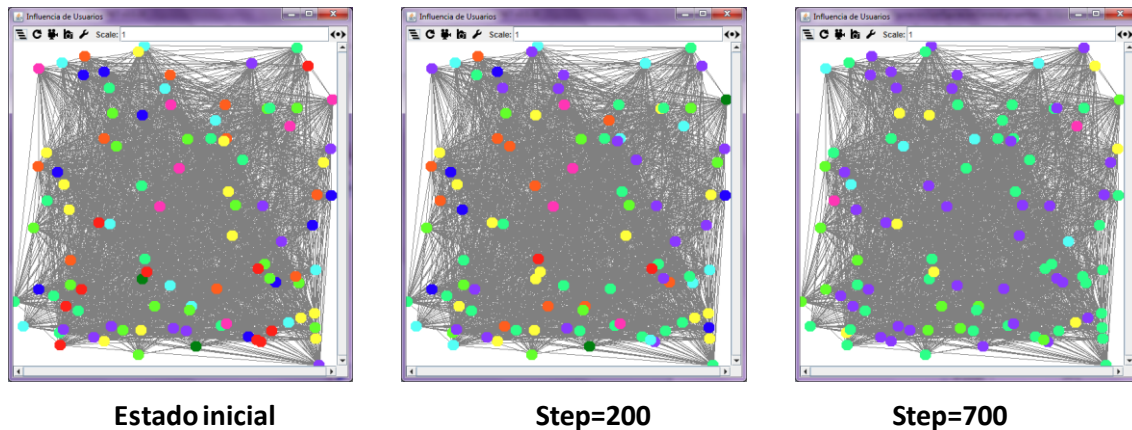 Influencia de Usuarios
Scale: 1
Influencia de Usuarios
Scale: 1
Influencia de Usuarios
Scale: 1
Estado inicial
Step=200
Step=700